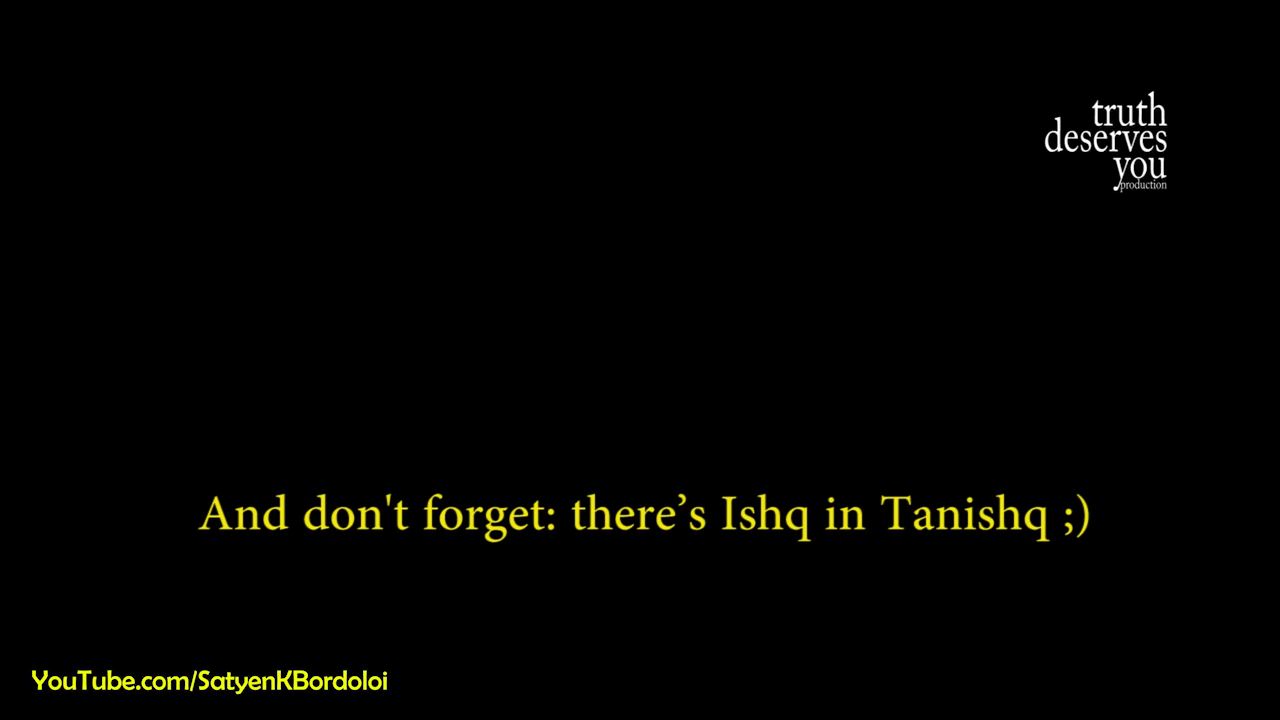 truth
deserves
you
production
And don't forget: there’s Ishq in Tanishq ;)
YouTube.com/SatyenKBordoloi